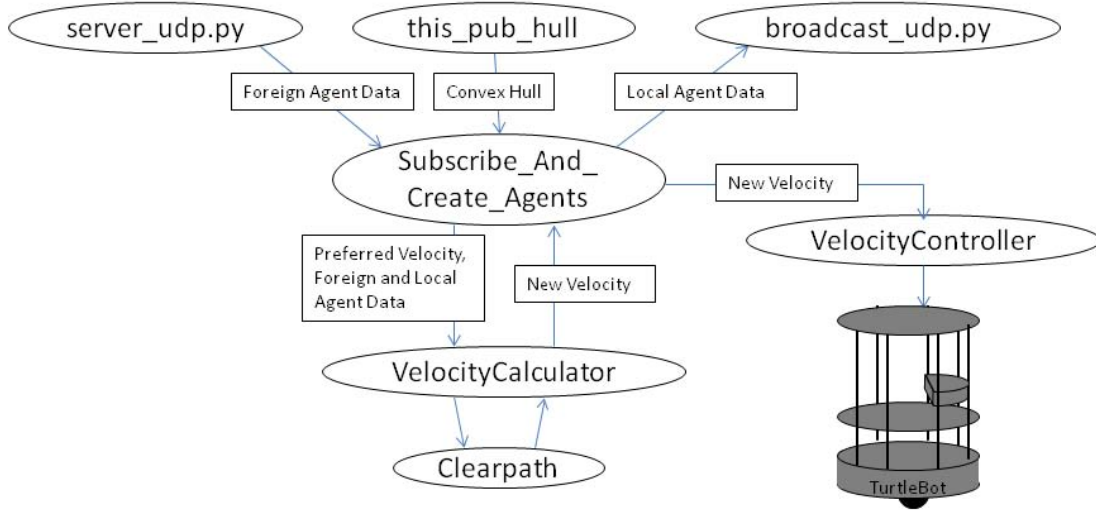 server_udp.py
this_pub_hull
broadcast_udp.py
Foreign Agent Data
Convex Hull
Local Agent Data
Subscribe_And_
Create_Agents
New Velocity
VelocityController
Preferred Velocity,
Foreign and Local
Agent Data
New Velocity
VelocityCalculator
Clearpath
TurtleBot